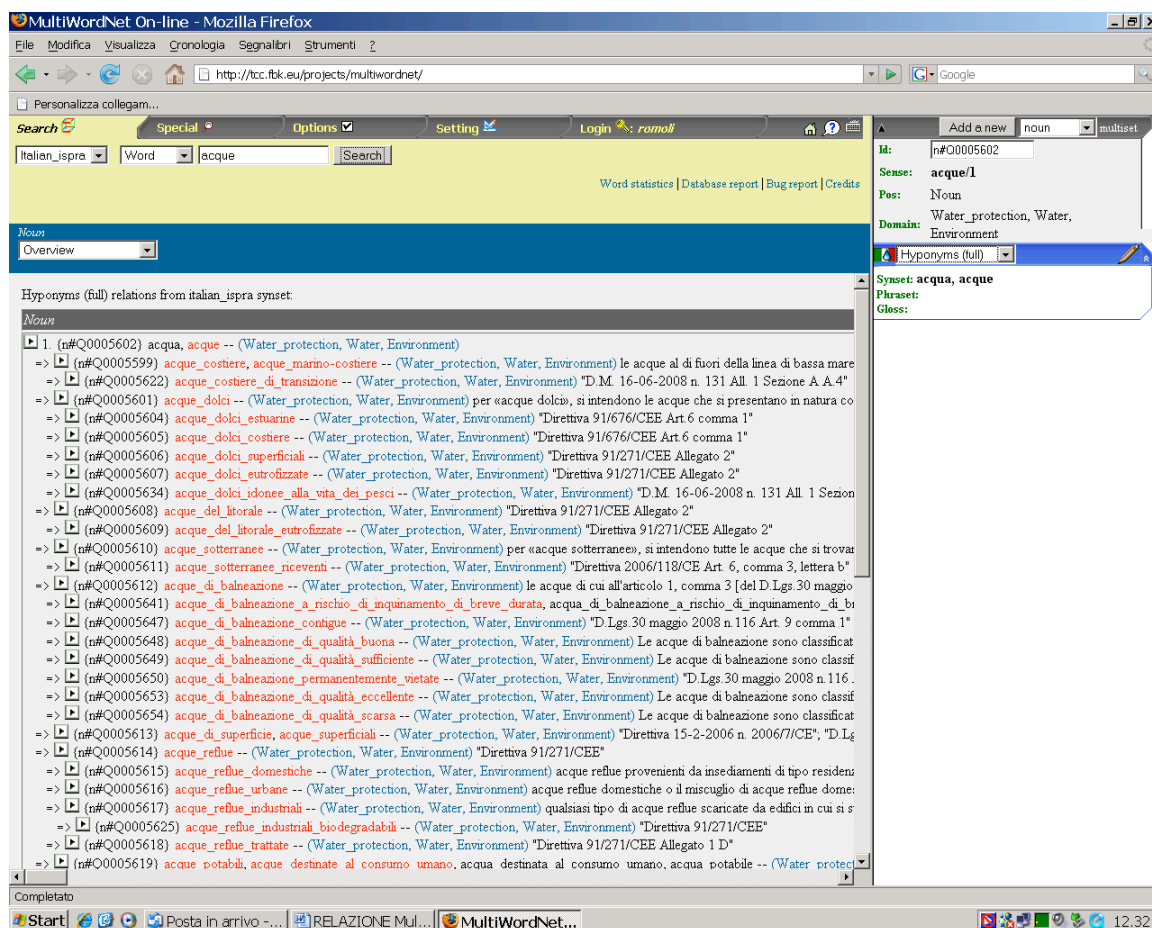 MultiWordNet On-line - Mozilla Firefox
File Modifica Visualizza Cronologia Segnalibri Strumenti ?
http://tcc.fbk.eu/projects/multiwordnet/ Google
Personalizza collegam...
Search Special Options Setting Login : romoli
Italian_ispra Word acque Search
Word statistics | Database report | Bug report | Credits
Noun
Overview
Hyponyms (full) relations from italian_ispra synset:
Noun
1. {n#Q0005602} acqua, acque -- (Water_protection, Water, Environment)
=> {n#Q0005599} acque_costiere, acque_marino-costiere -- (Water_protection, Water, Environment) le acque al di fuori della linea di bassa mare
=> {n#Q0005622} acque_costiere_di_transizione -- (Water_protection, Water, Environment) "D.M. 16-06-2008 n. 131 All. 1 Sezione A.A.4"
=> {n#Q0005601} acque_dolci -- (Water_protection, Water, Environment) per «acque dolci», si intendono le acque che si presentano in natura co
=> {n#Q0005604} acque_dolci_estuarine -- (Water_protection, Water, Environment) "Direttiva 91/676/CEE Art.6 comma 1"
=> {n#Q0005605} acque_dolci_costiere -- (Water_protection, Water, Environment) "Direttiva 91/676/CEE Art.6 comma 1"
=> {n#Q0005606} acque_dolci_superficiali -- (Water_protection, Water, Environment) "Direttiva 91/271/CEE Allegato 2"
=> {n#Q0005607} acque_dolci_eutrofizzate -- (Water_protection, Water, Environment) "Direttiva 91/271/CEE Allegato 2"
=> {n#Q0005634} acque_dolci_idonee_alla_vita_dei_pesci -- (Water_protection, Water, Environment) "D.M. 16-06-2008 n. 131 All. 1 Sezion
=> {n#Q0005608} acque_del_litorale -- (Water_protection, Water, Environment) "Direttiva 91/271/CEE Allegato 2"
=> {n#Q0005609} acque_del_litorale_eutrofizzate -- (Water_protection, Water, Environment) "Direttiva 91/271/CEE Allegato 2"
=> {n#Q0005610} acque_sotterranee -- (Water_protection, Water, Environment) per «acque sotterranee», si intendono tutte le acque che si trovar
=> {n#Q0005611} acque_sotterranee_riceventi -- (Water_protection, Water, Environment) "Direttiva 2006/118/CE Art. 6, comma 3, lettera b"
=> {n#Q0005612} acque_di_balneazione -- (Water_protection, Water, Environment) le acque di cui all'articolo 1, comma 3 [del D.Lgs.30 maggio
=> {n#Q0005641} acque_di_balneazione_a_rischio_di_inquinamento_di_breve_durata, acqua_di_balneazione_a_rischio_di_inquinamento_di_br
=> {n#Q0005647} acque_di_balneazione_contigue -- (Water_protection, Water, Environment) "D.Lgs.30 maggio 2008 n.116 Art. 9 comma 1"
=> {n#Q0005648} acque_di_balneazione_di_qualità_buona -- (Water_protection, Water, Environment) Le acque di balneazione sono classificat
=> {n#Q0005649} acque_di_balneazione_di_qualità_sufficiente -- (Water_protection, Water, Environment) Le acque di balneazione sono classif
=> {n#Q0005650} acque_di_balneazione_permanentemente_vietate -- (Water_protection, Water, Environment) "D.Lgs.30 maggio 2008 n.116 .
=> {n#Q0005653} acque_di_balneazione_di_qualità_eccellente -- (Water_protection, Water, Environment) Le acque di balneazione sono classif
=> {n#Q0005654} acque_di_balneazione_di_qualità_scarsa -- (Water_protection, Water, Environment) Le acque di balneazione sono classificat
=> {n#Q0005613} acque_di_superficie, acque_superficiali -- (Water_protection, Water, Environment) "Direttiva 15-2-2006 n. 2006/7/CE"; "D.Lg
=> {n#Q0005614} acque_reflue -- (Water_protection, Water, Environment) "Direttiva 91/271/CEE"
=> {n#Q0005615} acque_reflue_domestiche -- (Water_protection, Water, Environment) acque reflue provenienti da insediamenti di tipo residenz
=> {n#Q0005616} acque_reflue_urbane -- (Water_protection, Water, Environment) acque reflue domestiche o il miscuglio di acque reflue dome
=> {n#Q0005617} acque_reflue_industriali -- (Water_protection, Water, Environment) qualsiasi tipo di acque reflue scaricate da edifici in cui si s
=> {n#Q0005625} acque_reflue_industriali_biodegradabili -- (Water_protection, Water, Environment) "Direttiva 91/271/CEE"
=> {n#Q0005618} acque_reflue_trattate -- (Water_protection, Water, Environment) "Direttiva 91/271/CEE Allegato 1 D"
=> {n#Q0005619} acque_potabili, acque_destinate_al_consumo_umano, acqua_destinata_al_consumo_umano, acqua_potabile -- (Water_protect
Add a new noun multiset
Id: n#Q0005602
Sense: acque/1
Pos: Noun
Domain: Water_protection, Water,
Environment
Hyponyms (full)
Synset: acqua, acque
Phraset:
Gloss:
Completato
Start Posta in arrivo -... RELAZIONE Mul... MultiWordNet... 12.32